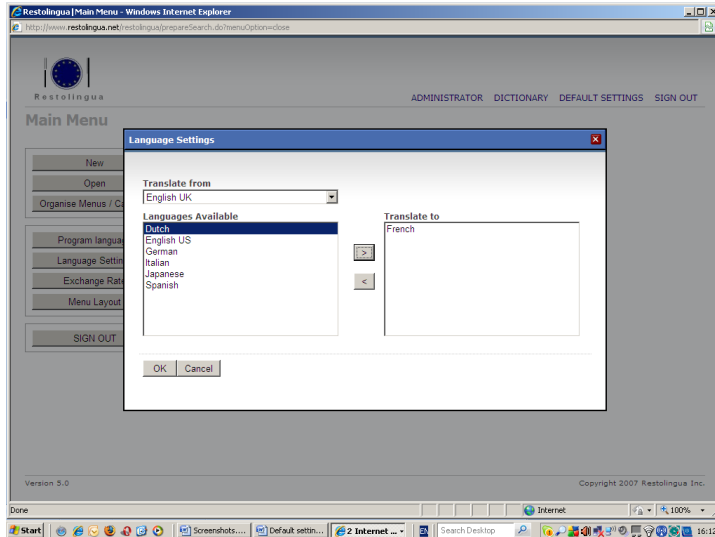 Restolingua | Main Menu - Windows Internet Explorer
http://www.restolingua.net/restolingua/prepareSearch.do?menuOption=close
Restolingua
ADMINISTRATOR DICTIONARY DEFAULT SETTINGS SIGN OUT
Main Menu
Language Settings
New
Open
Organise Menus / Ca
Program langua
Language Settin
Exchange Rate
Menu Layout
SIGN OUT
Translate from
English UK
Languages Available
Dutch
English US
German
Italian
Japanese
Spanish
>
<
Translate to
French
OK Cancel
Version 5.0
Copyright 2007 Restolingua Inc.
Done
Internet
100%
Start
Screenshots....
Default settin...
2 Internet ...
EN
Search Desktop
16:12